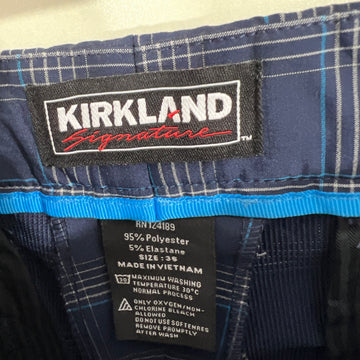 KIRKLAND
Signature
TM
RN 124189
95% Polyester
5% Elastane
SIZE: 36
MADE IN VIETNAM
30
MAXIMUM WASHING
TEMPERATURE 30°C
NORMAL PROCESS
ONLY OXYGEN/NON-
CHLORINE BLEACH
ALLOWED
DO NOT USE SOFTENERS
REMOVE PROMPTLY
AFTER WASH